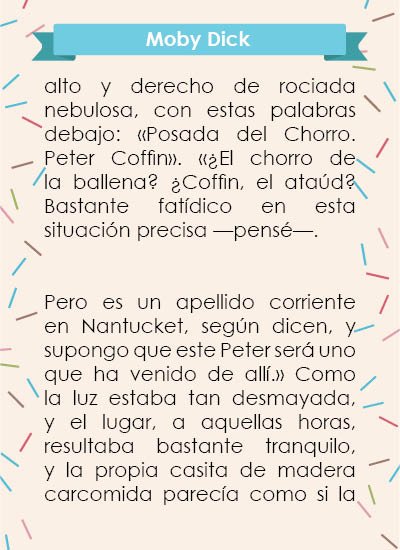 Moby Dick
alto y derecho de rociada
nebulosa, con estas palabras
debajo: «Posada del Chorro.
Peter Coffin». «¿El chorro de
la ballena? ¿Coffin, el ataúd?
Bastante fatídico en esta
situación precisa —pensé—.
Pero es un apellido corriente
en Nantucket, según dicen, y
supongo que este Peter será uno
que ha venido de allí.» Como
la luz estaba tan desmayada,
y el lugar, a aquellas horas,
resultaba bastante tranquilo,
y la propia casita de madera
carcomida parecía como si la